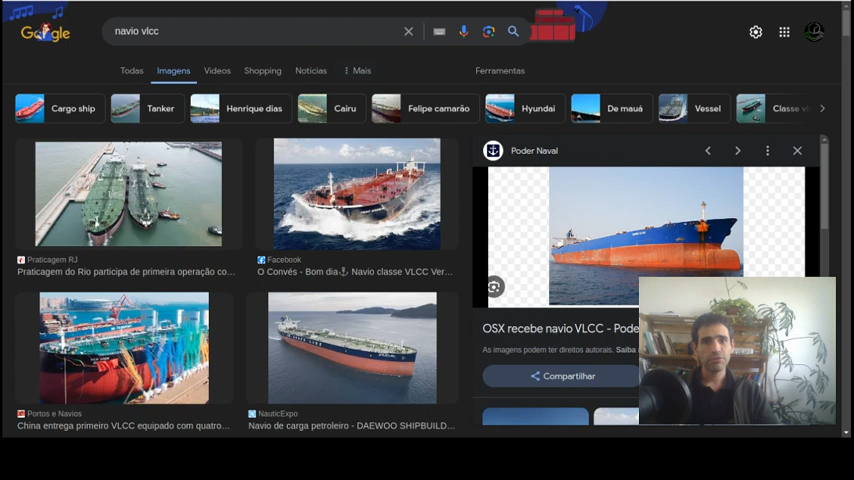 Google
navio vlcc
Todas
Imagens
Vídeos
Shopping
Notícias
Mais
Ferramentas
Cargo ship
Tanker
Henrique dias
Cairu
Felipe camarão
Hyundai
De mauá
Vessel
Classe
Poder Naval
Praticagem RJ
Praticagem do Rio participa de primeira operação co...
Facebook
O Convés - Bom dia⚓ Navio classe VLCC Ver...
OSX recebe navio VLCC - Pode
As imagens podem ter direitos autorais. Saiba
Compartilhar
Portos e Navios
China entrega primeiro VLCC equipado com quatro...
NauticExpo
Navio de carga petroleiro - DAEWOO SHIPBUILD...